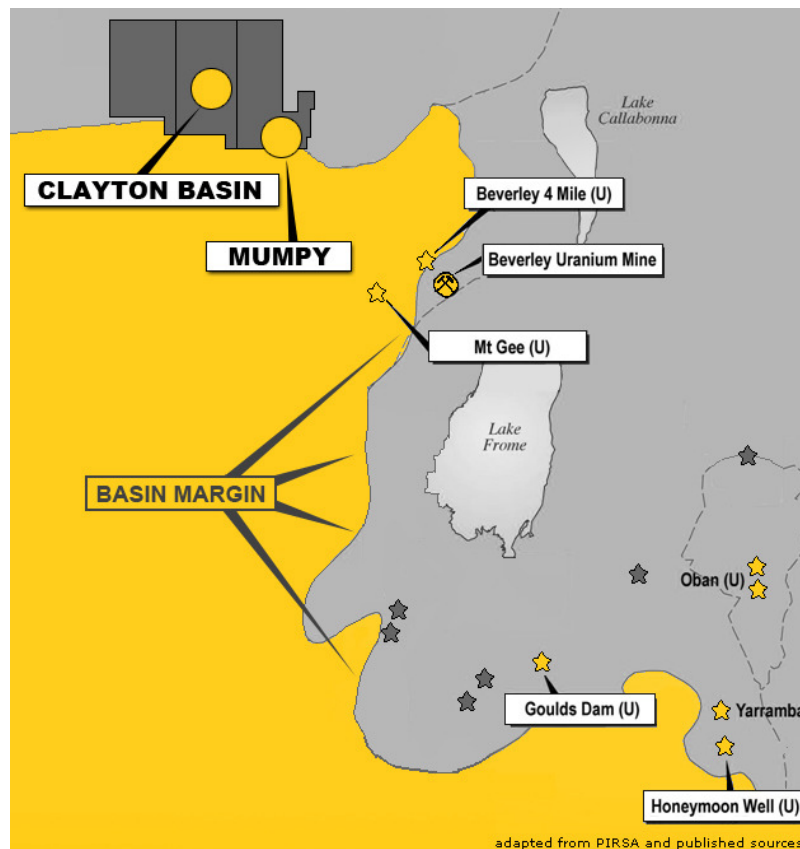 Lake
Callabonna
CLAYTON BASIN
Beverley 4 Mile (U)
MUMPY
Beverley Uranium Mine
Mt Gee (U)
Lake
Frome
BASIN MARGIN
Oban (U)
Goulds Dam (U)
Yarramba
Honeymoon Well (U)
adapted from PIRSA and published sources